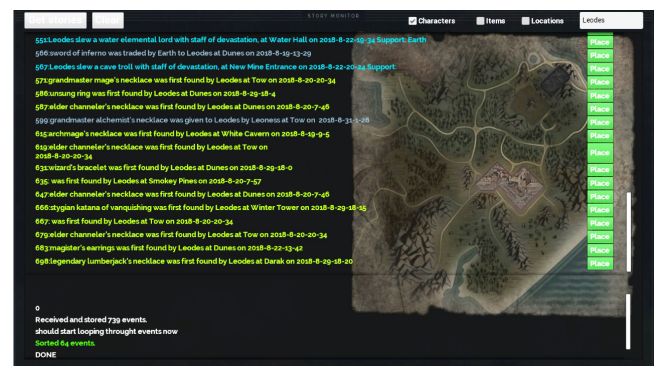 Get stories Clear STORY MONITOR Characters Items Locations Leodes
551:Leodes slew a water elemental lord with staff of devastation, at Water Hall on 2018-8-22-19-34 Support: Earth
Place
566:sword of inferno was traded by Earth to Leodes at Dunes on 2018-8-19-13-29
Place
567:Leodes slew a cave troll with staff of devastation, at New Mine Entrance on 2018-8-22-20-24 Support:
Place
571:grandmaster mage's necklace was first found by Leodes at Tow on 2018-8-20-20-34
Place
586:unsung ring was first found by Leodes at Dunes on 2018-8-29-18-4
Place
587:elder channeler's necklace was first found by Leodes at Dunes on 2018-8-20-7-46
Place
599:grandmaster alchemist's necklace was given to Leodes by Leoness at Tow on 2018-8-31-1-28
Place
615:archmage's necklace was first found by Leodes at White Cavern on 2018-8-19-9-5
Place
619:elder channeler's necklace was first found by Leodes at Tow on
2018-8-20-20-34
Place
631:wizard's bracelet was first found by Leodes at Dunes on 2018-8-29-18-0
Place
635: was first found by Leodes at Smokey Pines on 2018-8-20-7-57
Place
647:elder channeler's necklace was first found by Leodes at Dunes on 2018-8-20-7-46
Place
666:stygian katana of vanquishing was first found by Leodes at Winter Tower on 2018-8-29-18-15
Place
667: was first found by Leodes at Tow on 2018-8-20-20-34
Place
679:elder channeler's necklace was first found by Leodes at Tow on 2018-8-20-20-34
Place
683:magister's earrings was first found by Leodes at Dunes on 2018-8-22-13-42
Place
698:legendary lumberjack's necklace was first found by Leodes at Darak on 2018-8-29-18-20
Place
0
Received and stored 739 events.
should start looping throught events now
Sorted 64 events.
DONE